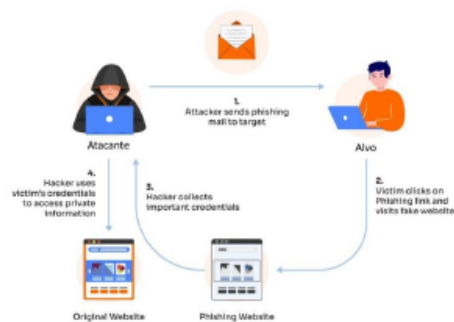 1.
Attacker sends phishing
mail to target
Atacante
Alvo
4.
Hacker uses
victim's credentials
to access private
information
3.
Hacker collects
important credentials
2.
Victim clicks on
Phishing link and
visits fake website
Original Website
Phishing Website